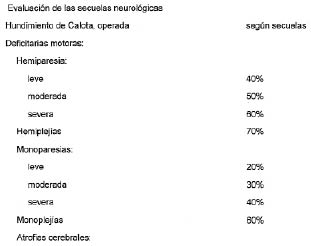 Evaluación de las secuelas neurológicas
Hundimiento de Calota, operada según secuelas
Deficitarias motoras:
Hemiparesia:
leve 40%
moderada 50%
severa 60%
Hemiplejías 70%
Monoparesias:
leve 20%
moderada 30%
severa 40%
Monoplejías 60%
Atrofias cerebrales: